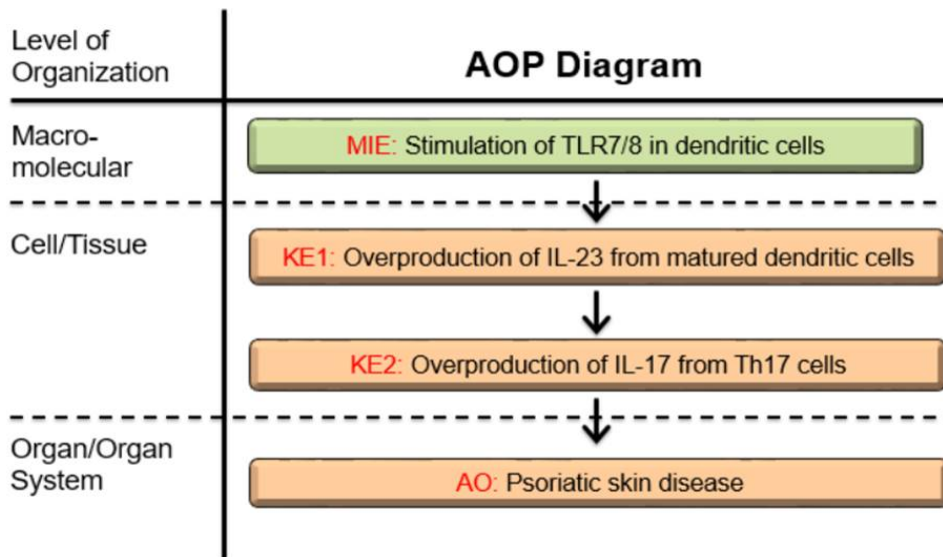 Level of
Organization
AOP Diagram
Macro-
molecular
MIE: Stimulation of TLR7/8 in dendritic cells
Cell/Tissue
KE1: Overproduction of IL-23 from matured dendritic cells
KE2: Overproduction of IL-17 from Th17 cells
Organ/Organ
System
AO: Psoriatic skin disease